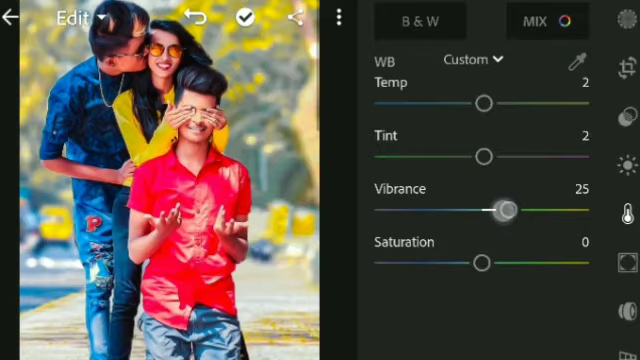 Edit
B & W
MIX
WB
Custom
Temp
2
Tint
2
Vibrance
25
Saturation
0
P